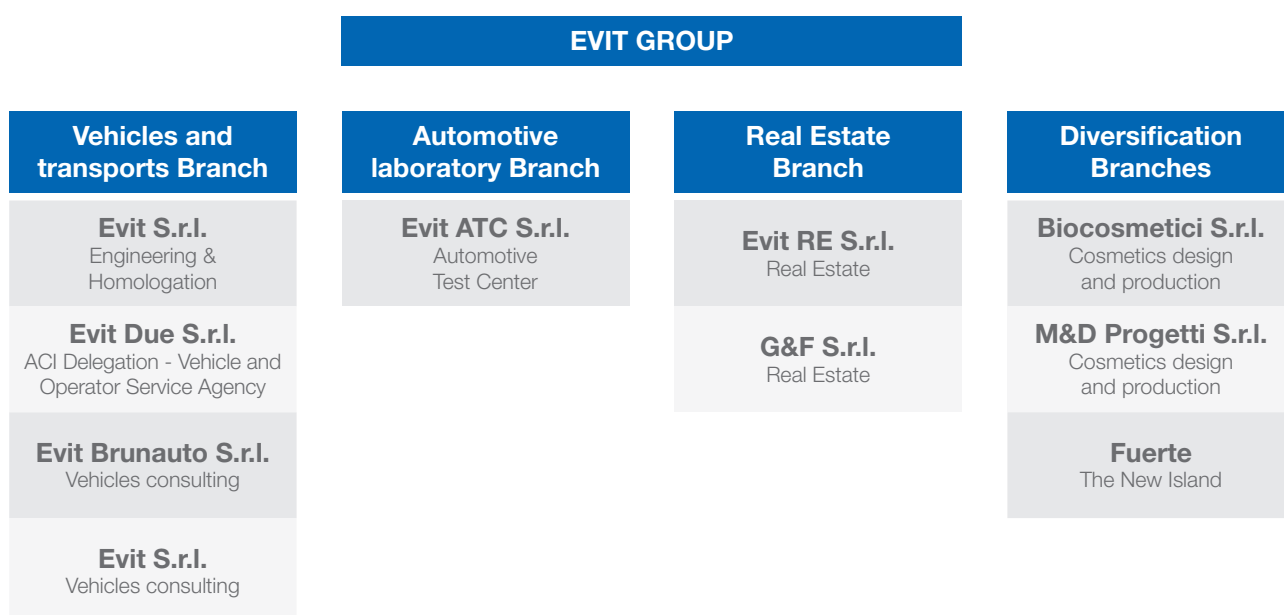 EVIT GROUP
Vehicles and
transports Branch
Evit S.r.l.
Engineering &
Homologation
Evit Due S.r.l.
ACI Delegation - Vehicle and
Operator Service Agency
Evit Brunauto S.r.l.
Vehicles consulting
Evit S.r.l.
Vehicles consulting
Automotive
laboratory Branch
Evit ATC S.r.l.
Automotive
Test Center
Real Estate
Branch
Evit RE S.r.l.
Real Estate
G&F S.r.l.
Real Estate
Diversification
Branches
Biocosmetici S.r.l.
Cosmetics design
and production
M&D Progetti S.r.l.
Cosmetics design
and production
Fuerte
The New Island